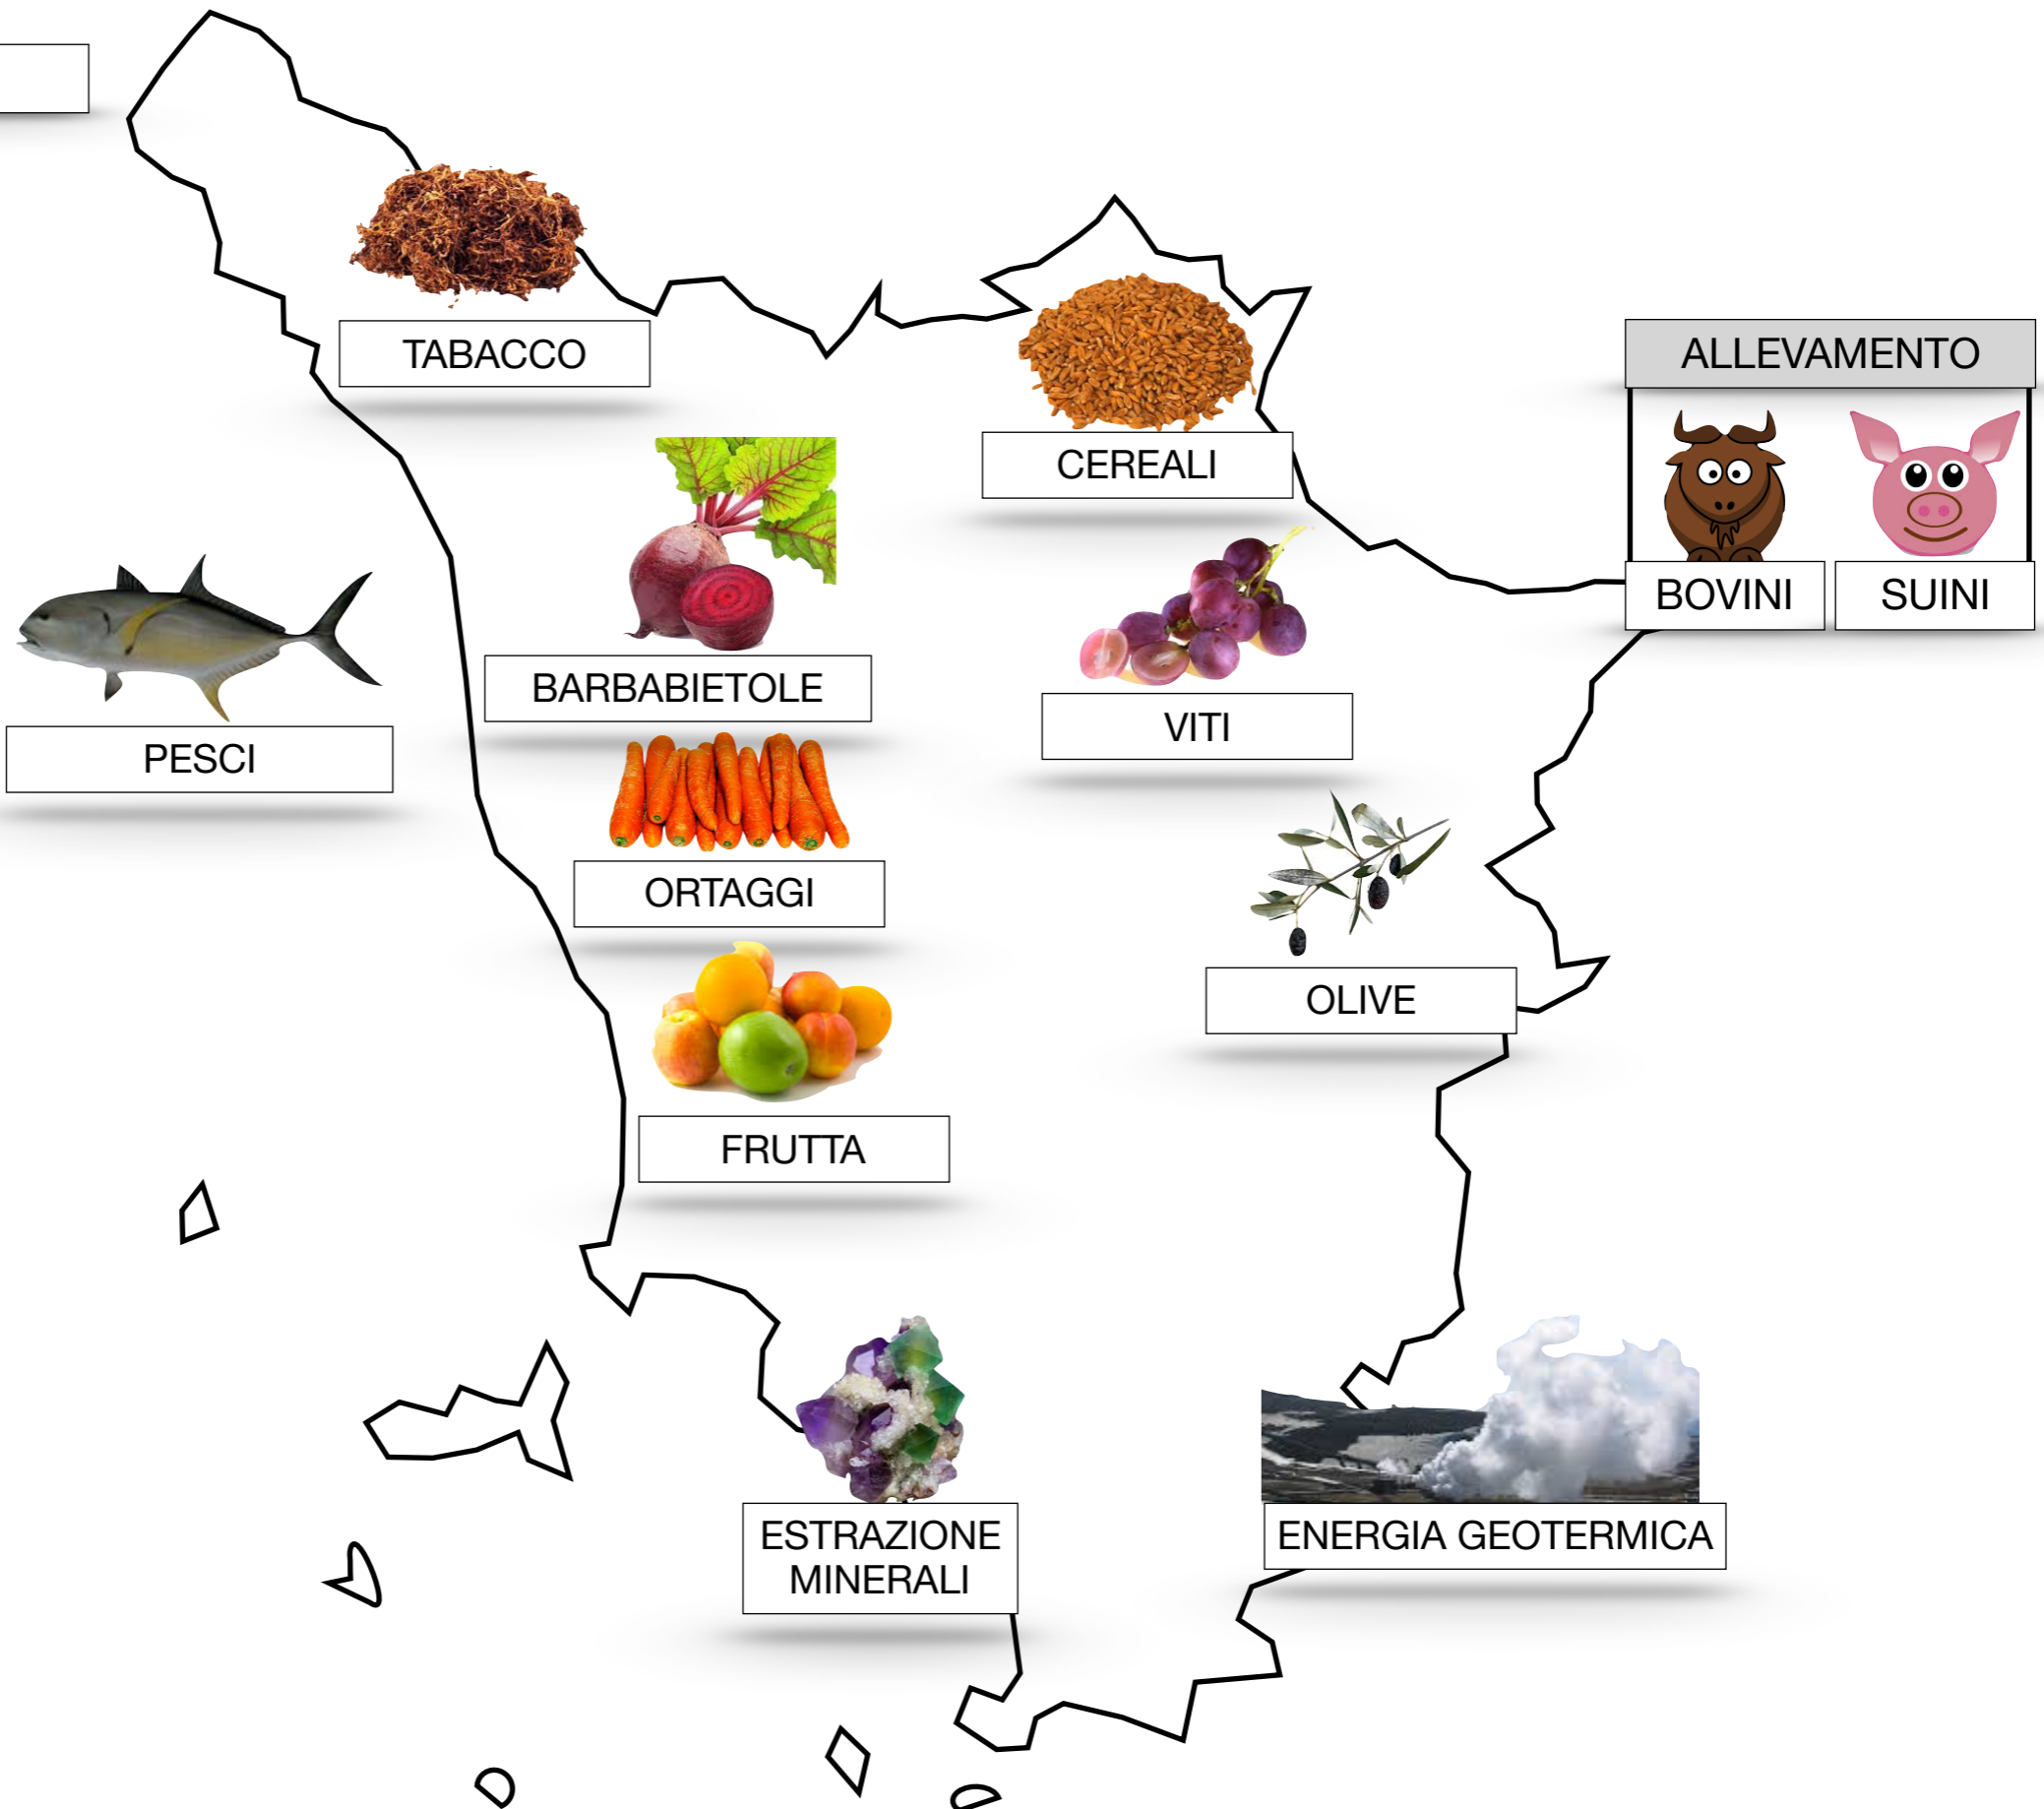 TABACCO
ALLEVAMENTO
CEREALI
BOVINI
SUINI
BARBABIETOLE
VITI
PESCI
ORTAGGI
OLIVE
FRUTTA
ESTRAZIONE
MINERALI
ENERGIA GEOTERMICA